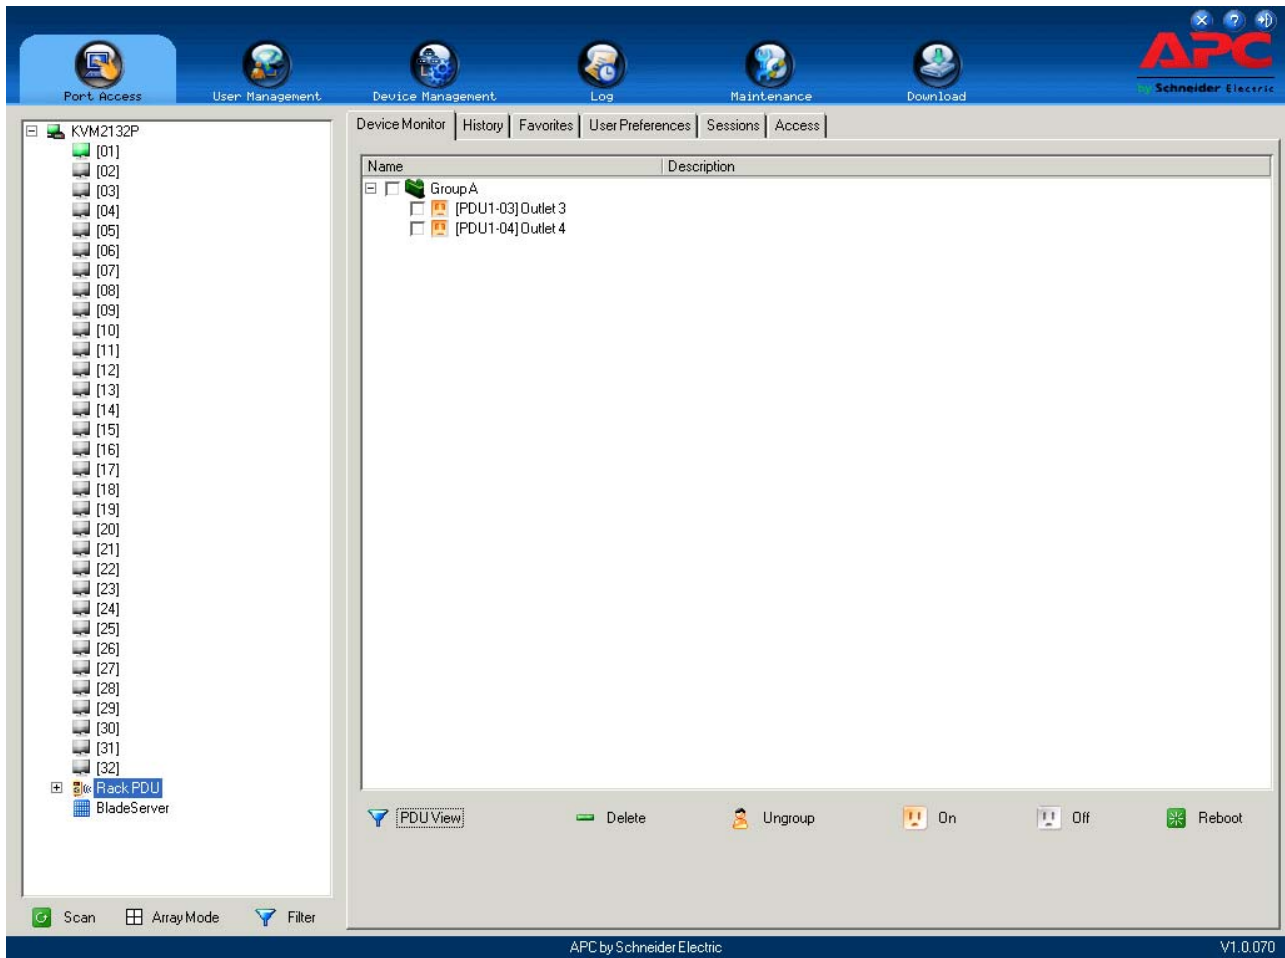 APC
by Schneider Electric
Port Access User Management Device Management Log Maintenance Download
KVM2132P
[01]
[02]
[03]
[04]
[05]
[06]
[07]
[08]
[09]
[10]
[11]
[12]
[13]
[14]
[15]
[16]
[17]
[18]
[19]
[20]
[21]
[22]
[23]
[24]
[25]
[26]
[27]
[28]
[29]
[30]
[31]
[32]
Rack PDU
BladeServer
Scan Array Mode Filter
Device Monitor History Favorites User Preferences Sessions Access
Name Description
Group A
[PDU1-03] Outlet 3
[PDU1-04] Outlet 4
PDU View Delete Ungroup On Off Reboot
APC by Schneider Electric V1.0.070